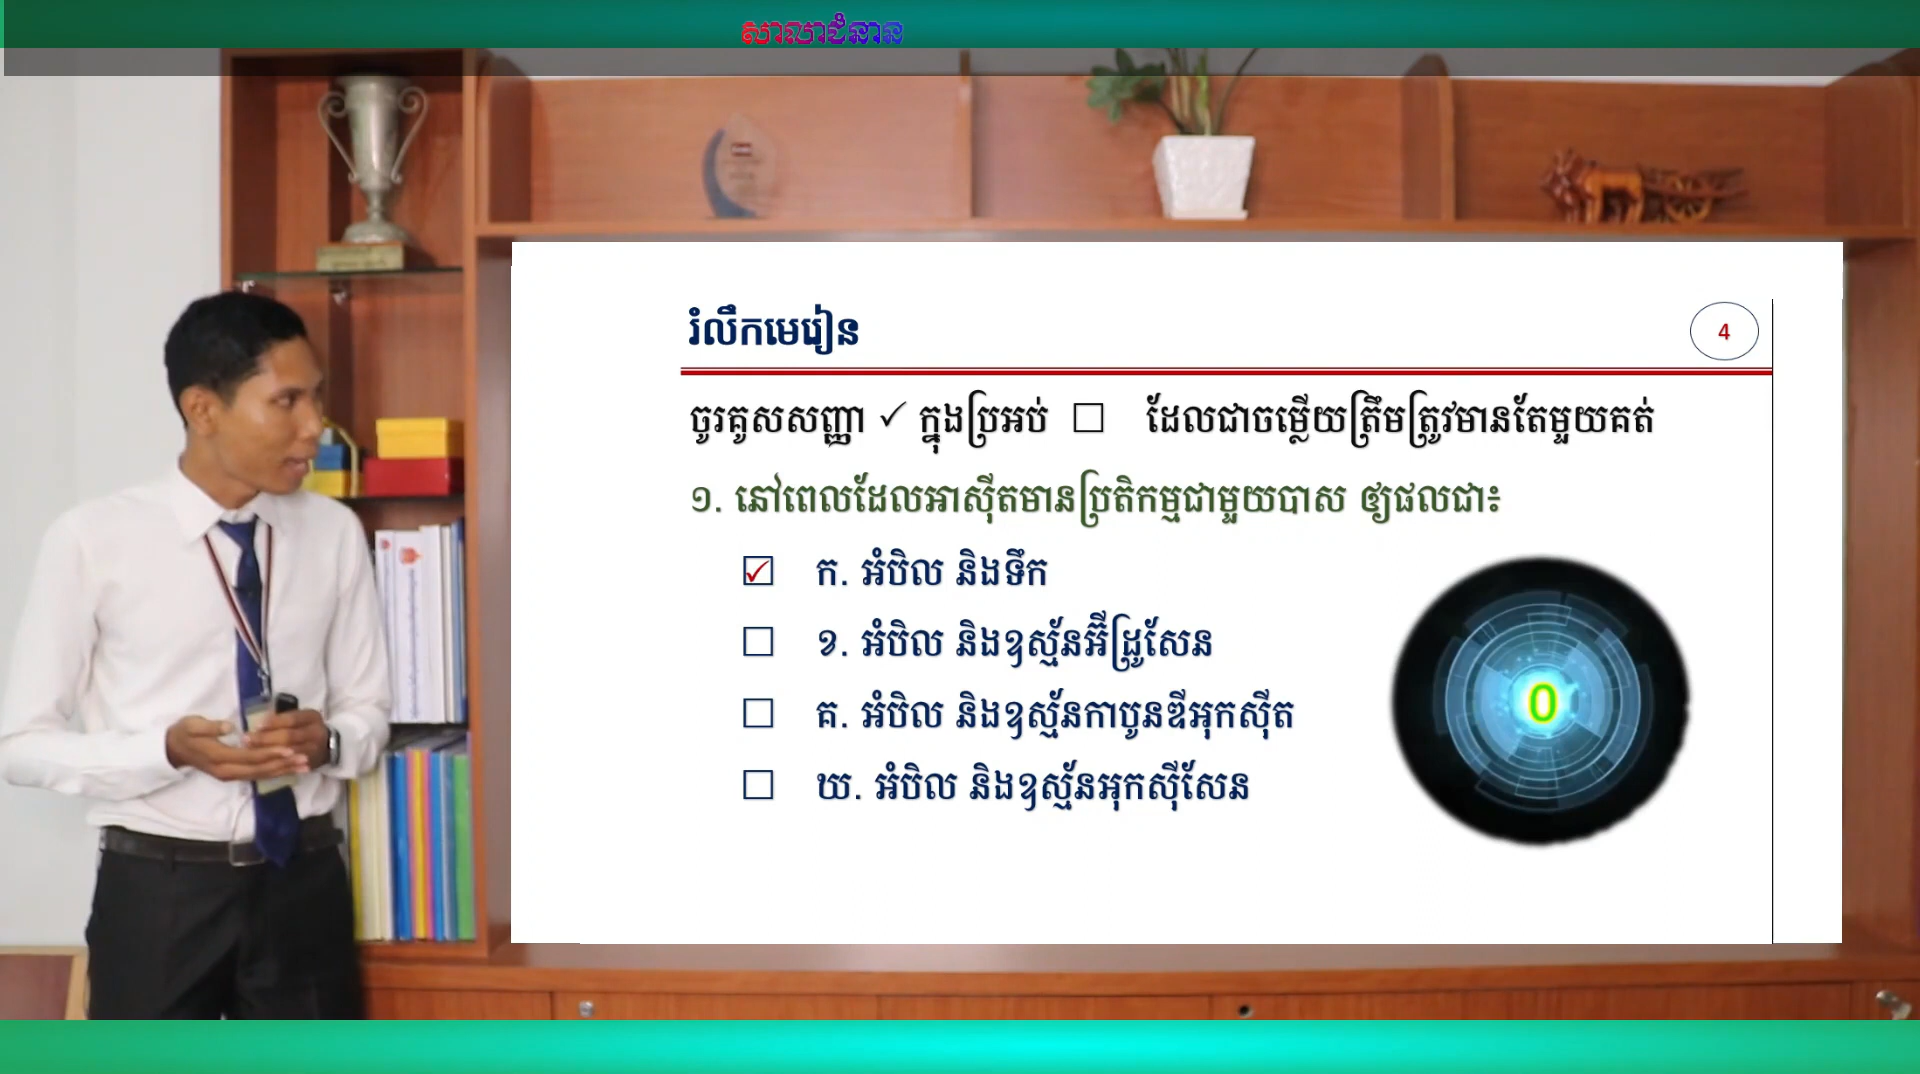 សាលាជំនាន
រំលឹកមេរៀន
4
ចូរគូសសញ្ញា ✓ ក្នុងប្រអប់ ☐ ដែលជាចម្លើយត្រឹមត្រូវមានតែមួយគត់
១. នៅពេលដែលអាស៊ីតមានប្រតិកម្មជាមួយបាស ឲ្យផលជា៖
☑ ក. អំបិល និងទឹក
☐ ខ. អំបិល និងឧស្ម័នអ៊ីដ្រូសែន
☐ គ. អំបិល និងឧស្ម័នកាបូនឌីអុកស៊ីត
☐ ឃ. អំបិល និងឧស្ម័នអុកស៊ីសែន
0